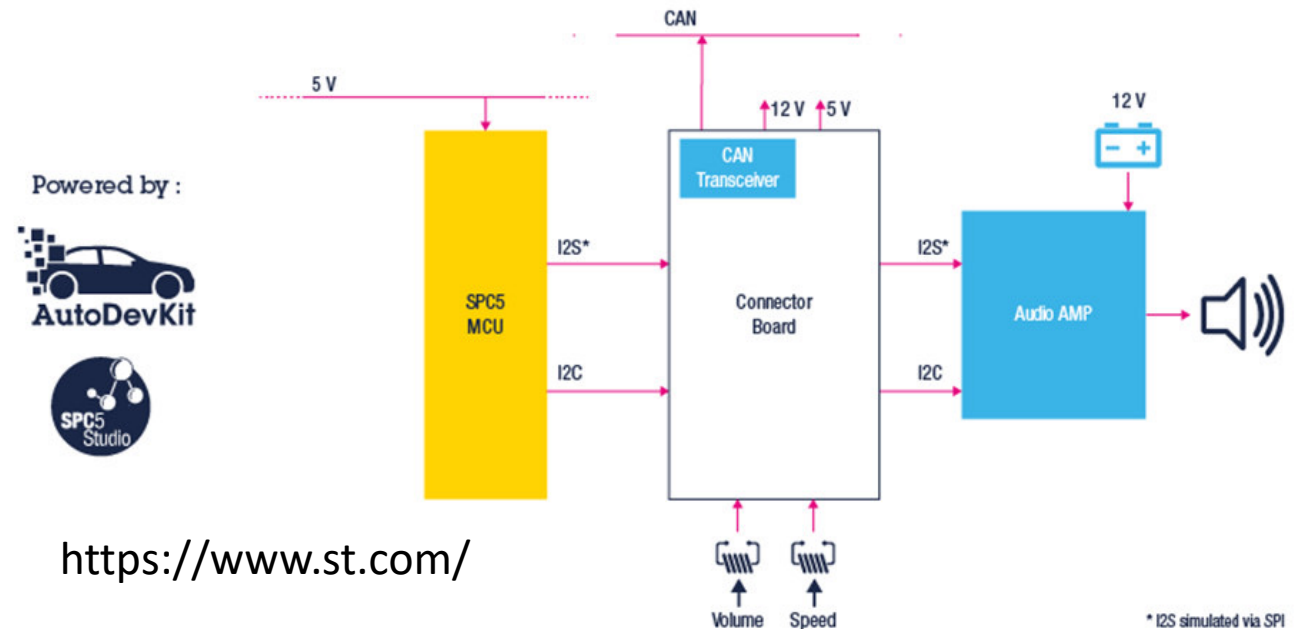 CAN
5 V
12 V
5 V
12 V
CAN
Transceiver
Powered by :
AutoDevKit
SPC5
Studio
I2S*
I2S*
SPC5
MCU
Connector
Board
Audio AMP
I2C
I2C
https://www.st.com/
Volume
Speed
* I2S simulated via SPI